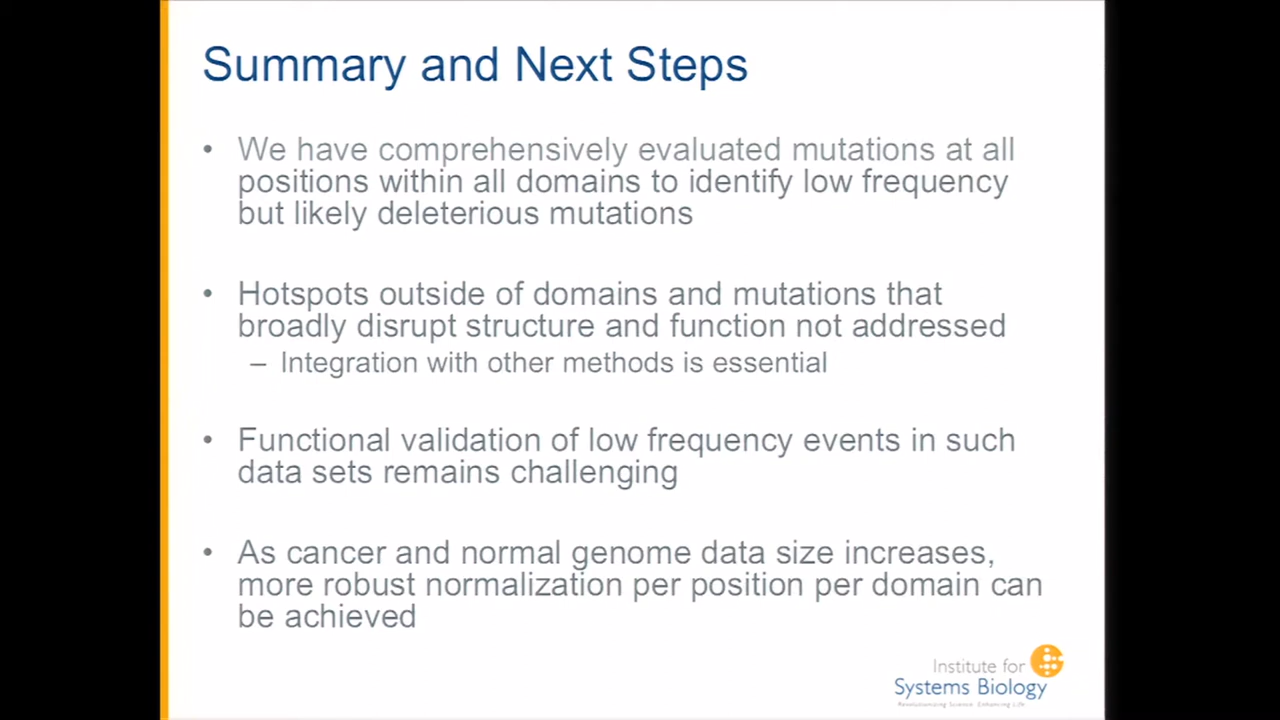 Summary and Next Steps
• We have comprehensively evaluated mutations at all
positions within all domains to identify low frequency
but likely deleterious mutations
• Hotspots outside of domains and mutations that
broadly disrupt structure and function not addressed
– Integration with other methods is essential
• Functional validation of low frequency events in such
data sets remains challenging
• As cancer and normal genome data size increases,
more robust normalization per position per domain can
be achieved
Institute for
Systems Biology
Revolutionizing Science. Enhancing Life.